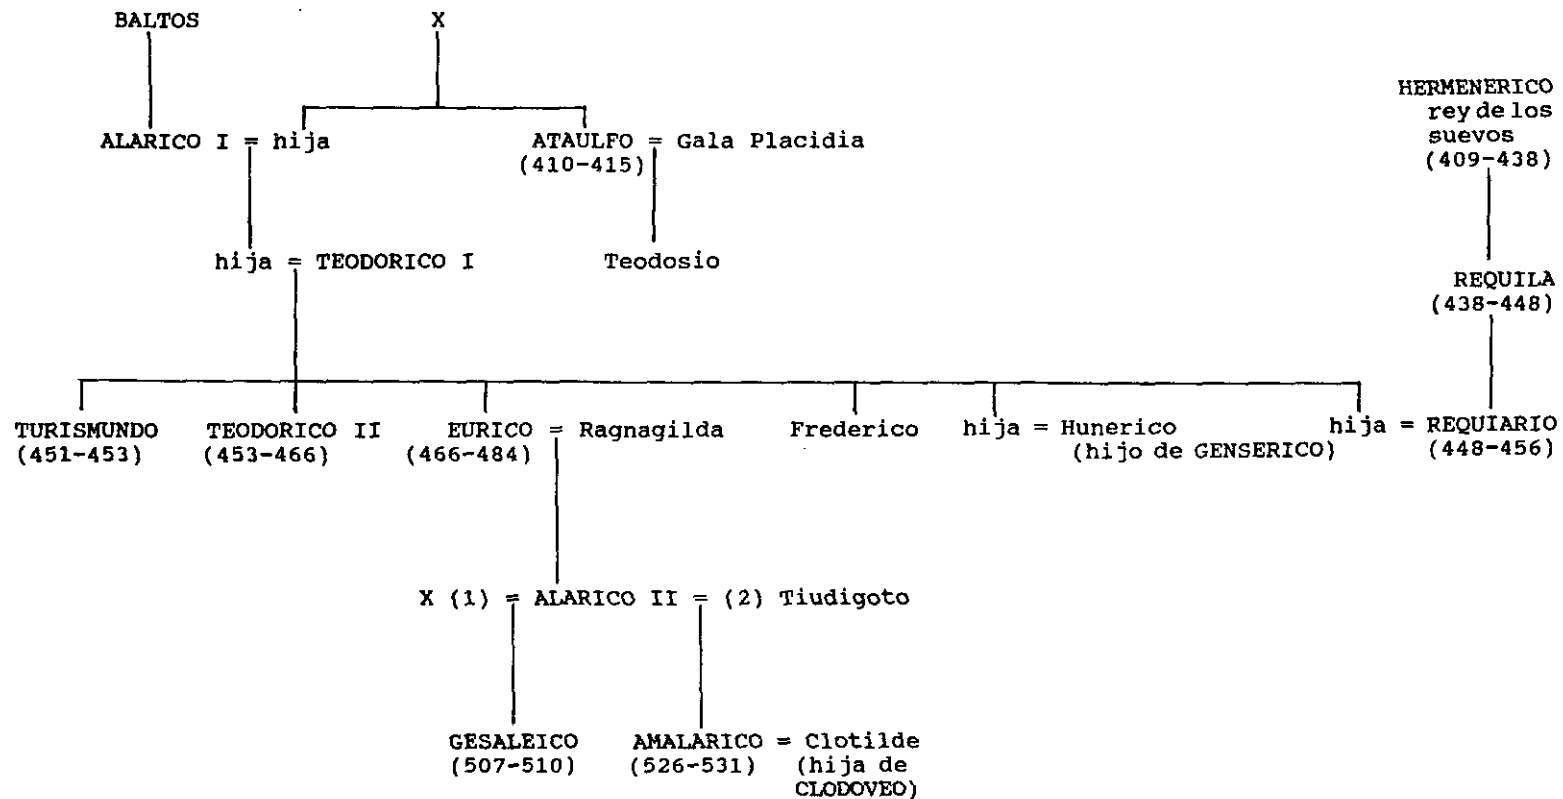 BALTOS X
HERMENERICO
rey de los
suevos
(409-438)
ALARICO I = hija ATAULFO = Gala Placidia
(410-415)
hija = TEODORICO I Teodosio
REQUILA
(438-448)
TURISMUNDO TEODORICO II EURICO = Ragnagilda Frederico hija = Hunerico hija = REQUIARIO
(451-453) (453-466) (466-484) (hijo de GENSERICO) (448-456)
X (1) = ALARICO II = (2) Tiudigoto
GESALEICO AMALARICO = Clotilde
(507-510) (526-531) (hija de
CLODOVEO)